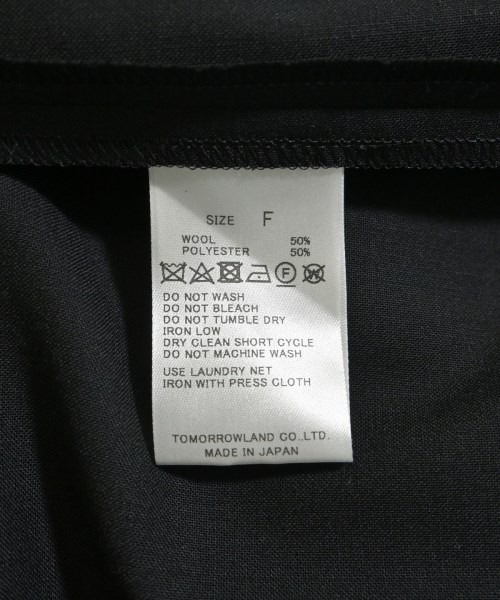 SIZE F
WOOL 50%
POLYESTER 50%
F W
DO NOT WASH
DO NOT BLEACH
DO NOT TUMBLE DRY
IRON LOW
DRY CLEAN SHORT CYCLE
DO NOT MACHINE WASH
USE LAUNDRY NET
IRON WITH PRESS CLOTH
TOMORROWLAND CO.,LTD.
MADE IN JAPAN